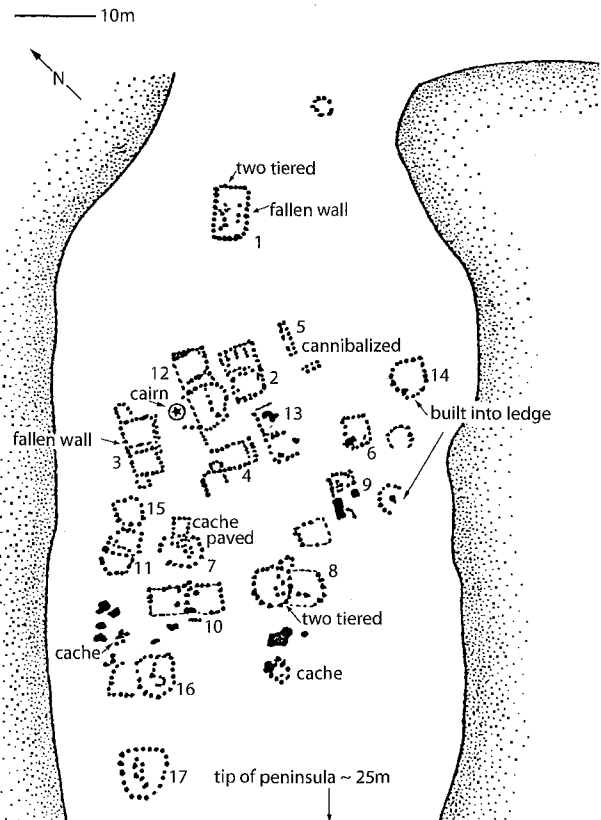 10m
N
two tiered
fallen wall
1
5
cannibalized
12
2
14
cairn
built into ledge
13
fallen wall
6
3
4
9
15
cache
paved
11
7
8
10
two tiered
cache
cache
16
17
tip of peninsula ~ 25m